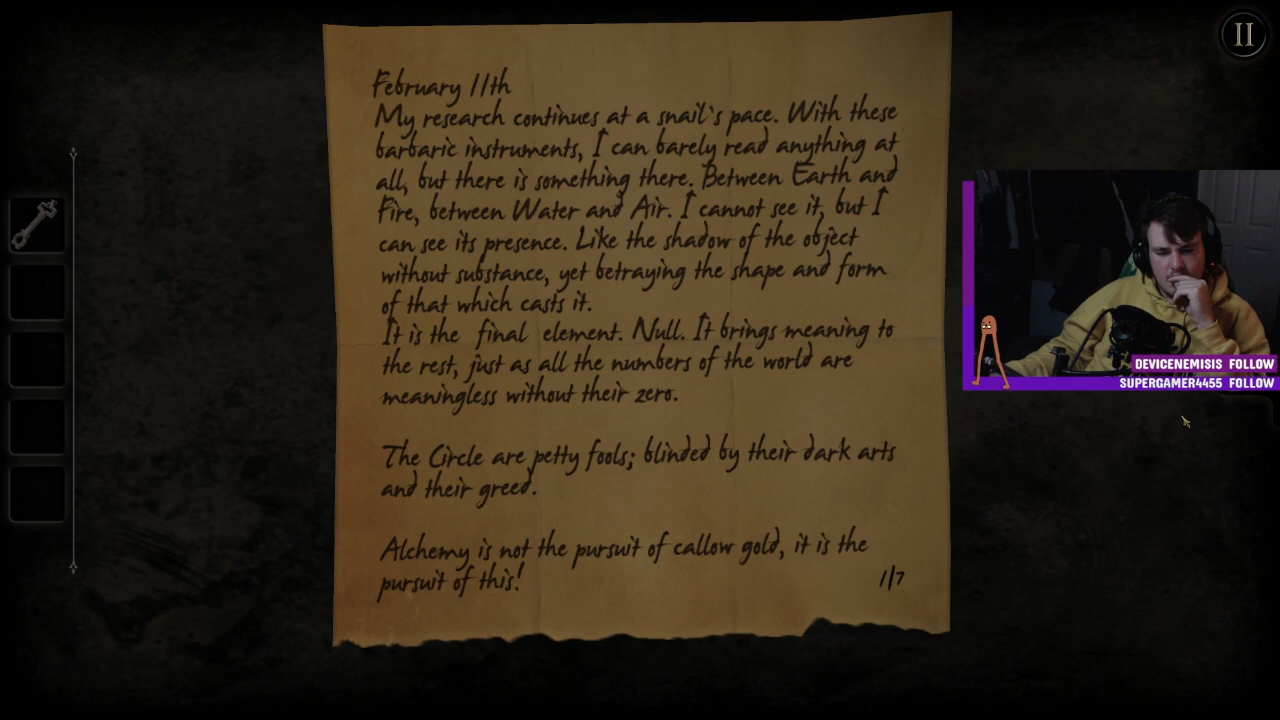 February 11th
My research continues at a snail's pace. With these
barbaric instruments, I can barely read anything at
all, but there is something there. Between Earth and
Fire, between Water and Air. I cannot see it, but I
can see its presence. Like the shadow of the object
without substance, yet betraying the shape and form
of that which casts it.
It is the final element. Null. It brings meaning to
the rest, just as all the numbers of the world are
meaningless without their zero.
The Circle are petty fools; blinded by their dark arts
and their greed.
Alchemy is not the pursuit of callow gold, it is the
pursuit of this!
1/7
DEVICENEMISIS FOLLOW
SUPERGAMER4455 FOLLOW